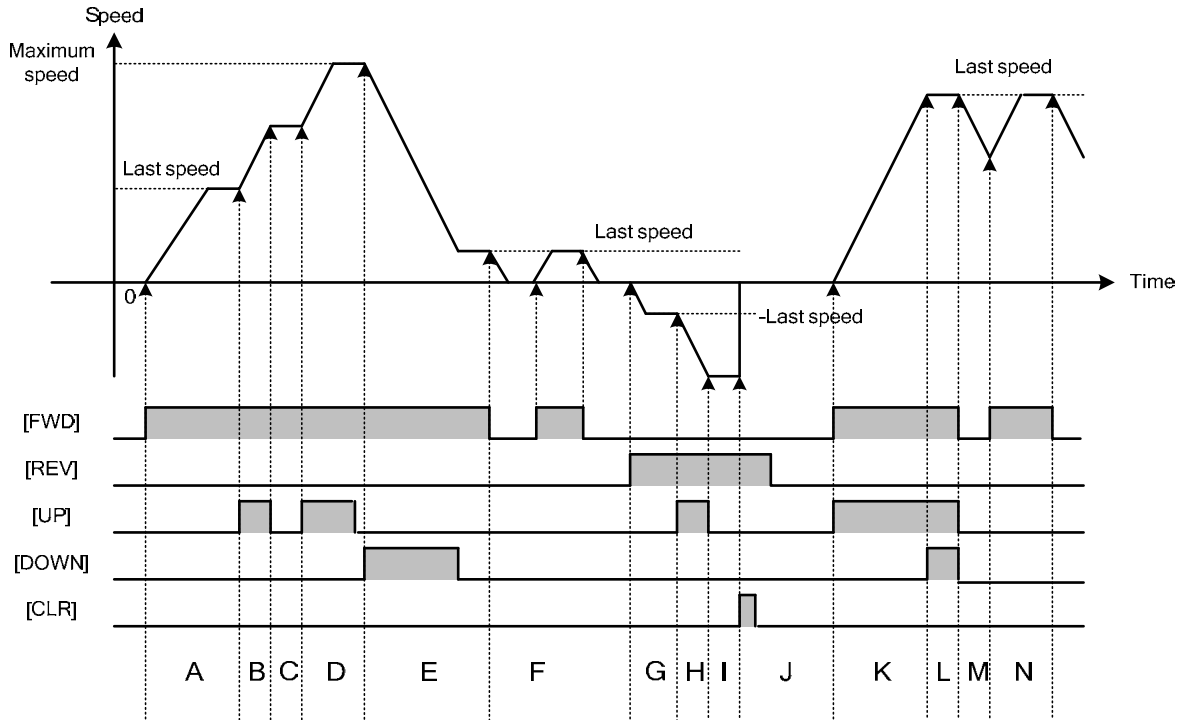 Speed
Maximum
speed
Last speed
Last speed
Last speed
Time
0
-Last speed
[FWD]
[REV]
[UP]
[DOWN]
[CLR]
A B C D E F G H I J K L M N